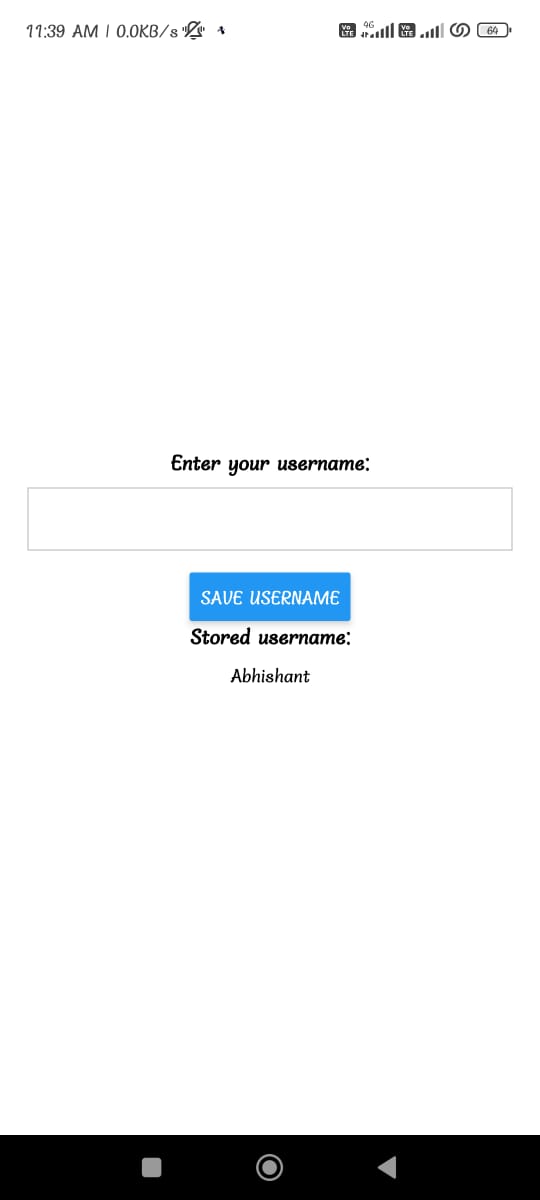 11:39 AM | 0.0KB/s
Vo LTE 4G Vo LTE 64
Enter your username:
SAVE USERNAME
Stored username:
Abhishant